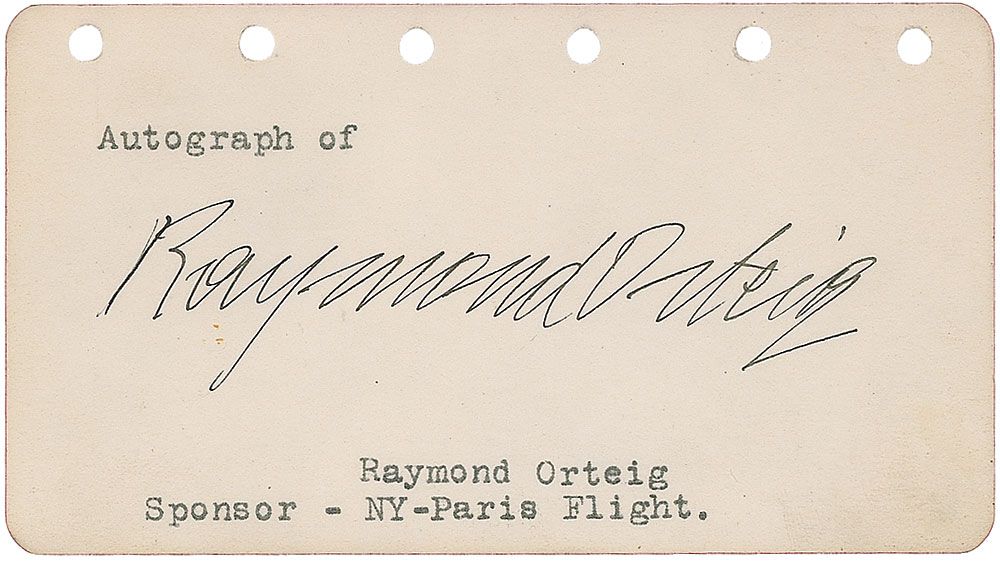 Autograph of
Raymond Orteig
Raymond Orteig
Sponsor - NY-Paris Flight.